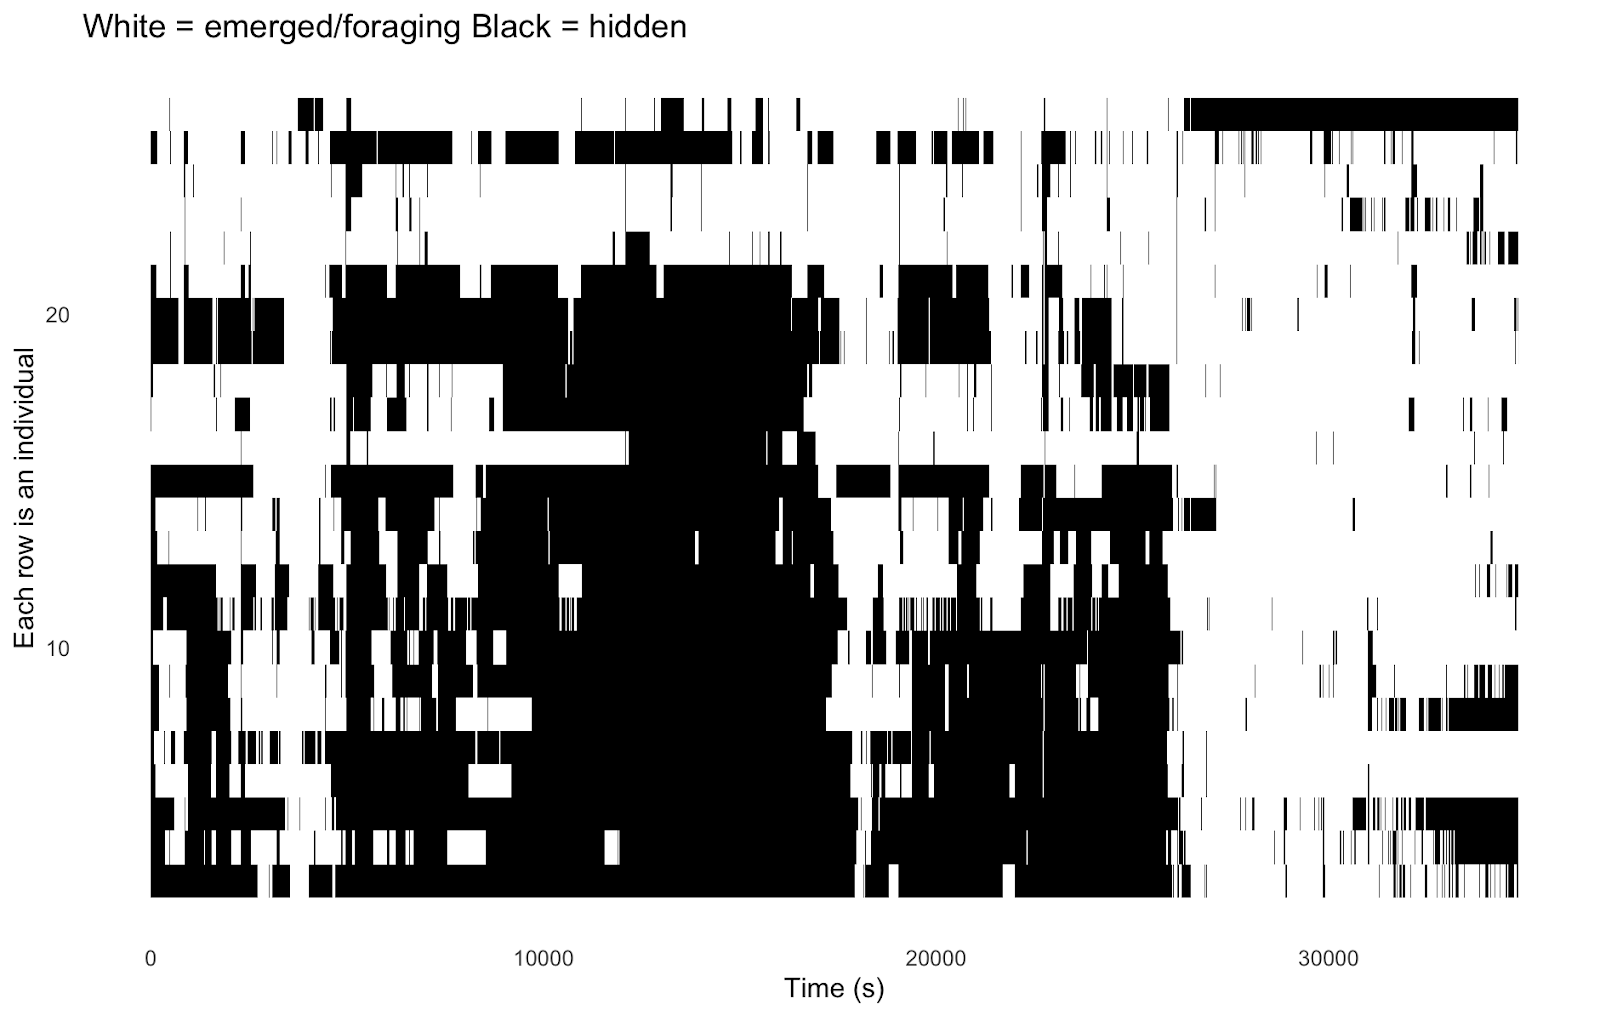 White = emerged/foraging Black = hidden
20
10
Each row is an individual
0 10000 20000 30000
Time (s)